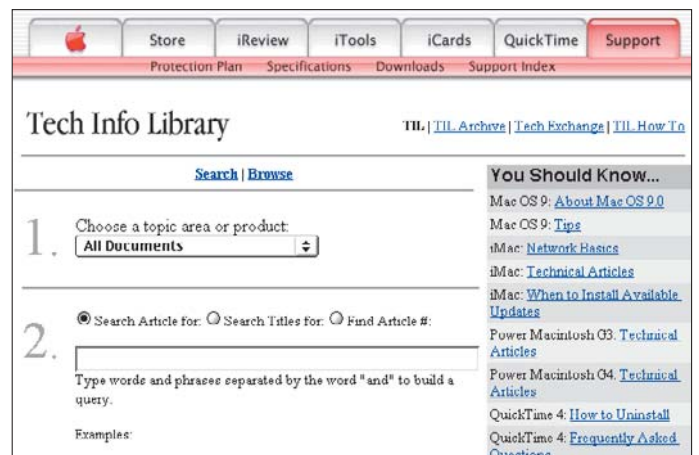 Store iReview iTools iCards QuickTime Support
Protection Plan Specifications Downloads Support Index
Tech Info Library
TIL | TIL Archive | Tech Exchange | TIL How To
Search | Browse
1.
Choose a topic area or product:
All Documents
2.
Search Article for: Search Titles for: Find Article #:
Type words and phrases separated by the word "and" to build a
query.
Examples:
You Should Know...
Mac OS 9: About Mac OS 9.0
Mac OS 9: Tips
iMac: Network Basics
iMac: Technical Articles
iMac: When to Install Available
Updates
Power Macintosh G3: Technical
Articles
Power Macintosh G4: Technical
Articles
QuickTime 4: How to Uninstall
QuickTime 4: Frequently Asked
Questions